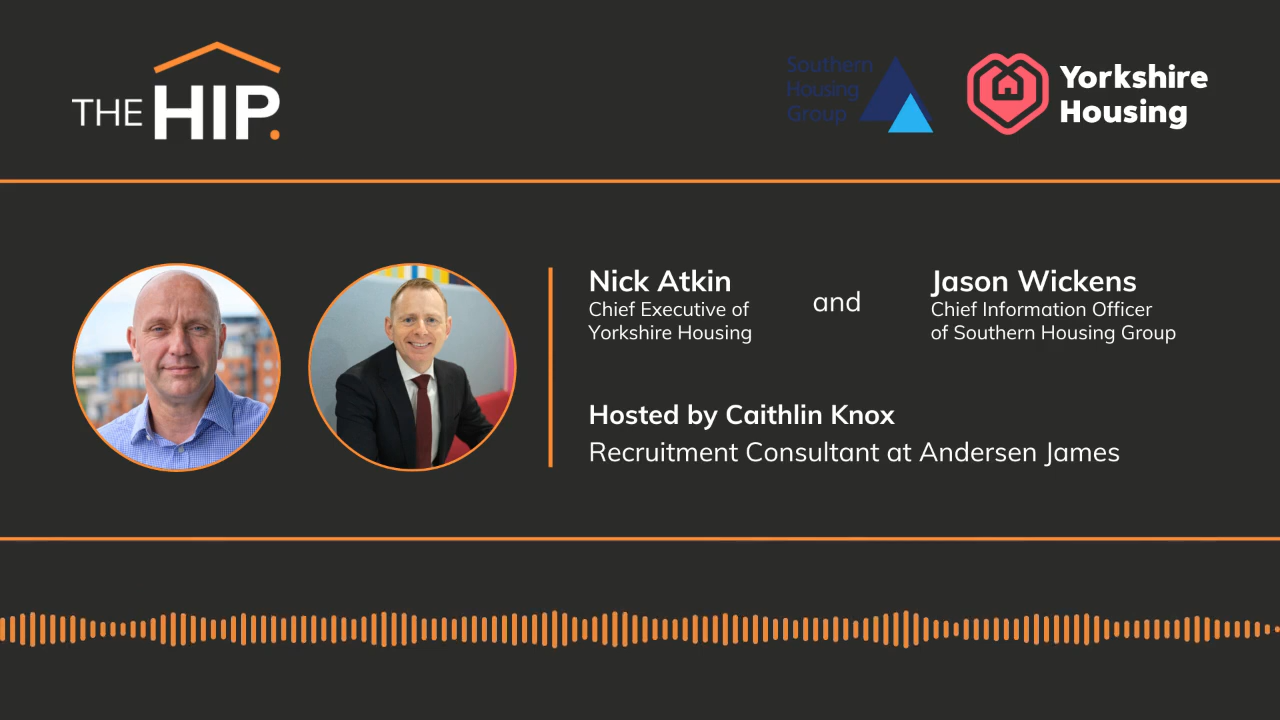 THE HIP.
Southern
Housing
Group
Yorkshire
Housing
Nick Atkin
Chief Executive of
Yorkshire Housing
and
Jason Wickens
Chief Information Officer
of Southern Housing Group
Hosted by Caithlin Knox
Recruitment Consultant at Andersen James